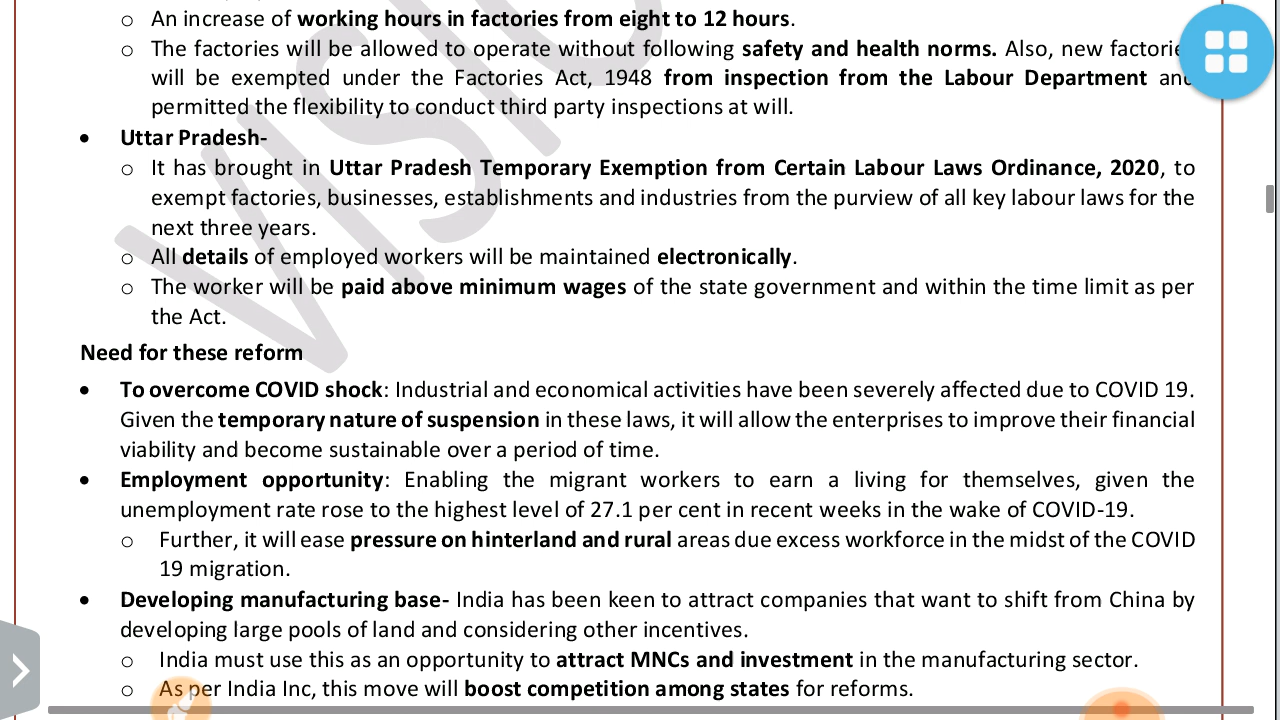 o An increase of working hours in factories from eight to 12 hours.
o The factories will be allowed to operate without following safety and health norms. Also, new factories
will be exempted under the Factories Act, 1948 from inspection from the Labour Department and
permitted the flexibility to conduct third party inspections at will.
• Uttar Pradesh-
o It has brought in Uttar Pradesh Temporary Exemption from Certain Labour Laws Ordinance, 2020, to
exempt factories, businesses, establishments and industries from the purview of all key labour laws for the
next three years.
o All details of employed workers will be maintained electronically.
o The worker will be paid above minimum wages of the state government and within the time limit as per
the Act.
Need for these reform
• To overcome COVID shock: Industrial and economical activities have been severely affected due to COVID 19.
Given the temporary nature of suspension in these laws, it will allow the enterprises to improve their financial
viability and become sustainable over a period of time.
• Employment opportunity: Enabling the migrant workers to earn a living for themselves, given the
unemployment rate rose to the highest level of 27.1 per cent in recent weeks in the wake of COVID-19.
o Further, it will ease pressure on hinterland and rural areas due excess workforce in the midst of the COVID
19 migration.
• Developing manufacturing base- India has been keen to attract companies that want to shift from China by
developing large pools of land and considering other incentives.
o India must use this as an opportunity to attract MNCs and investment in the manufacturing sector.
o As per India Inc, this move will boost competition among states for reforms.